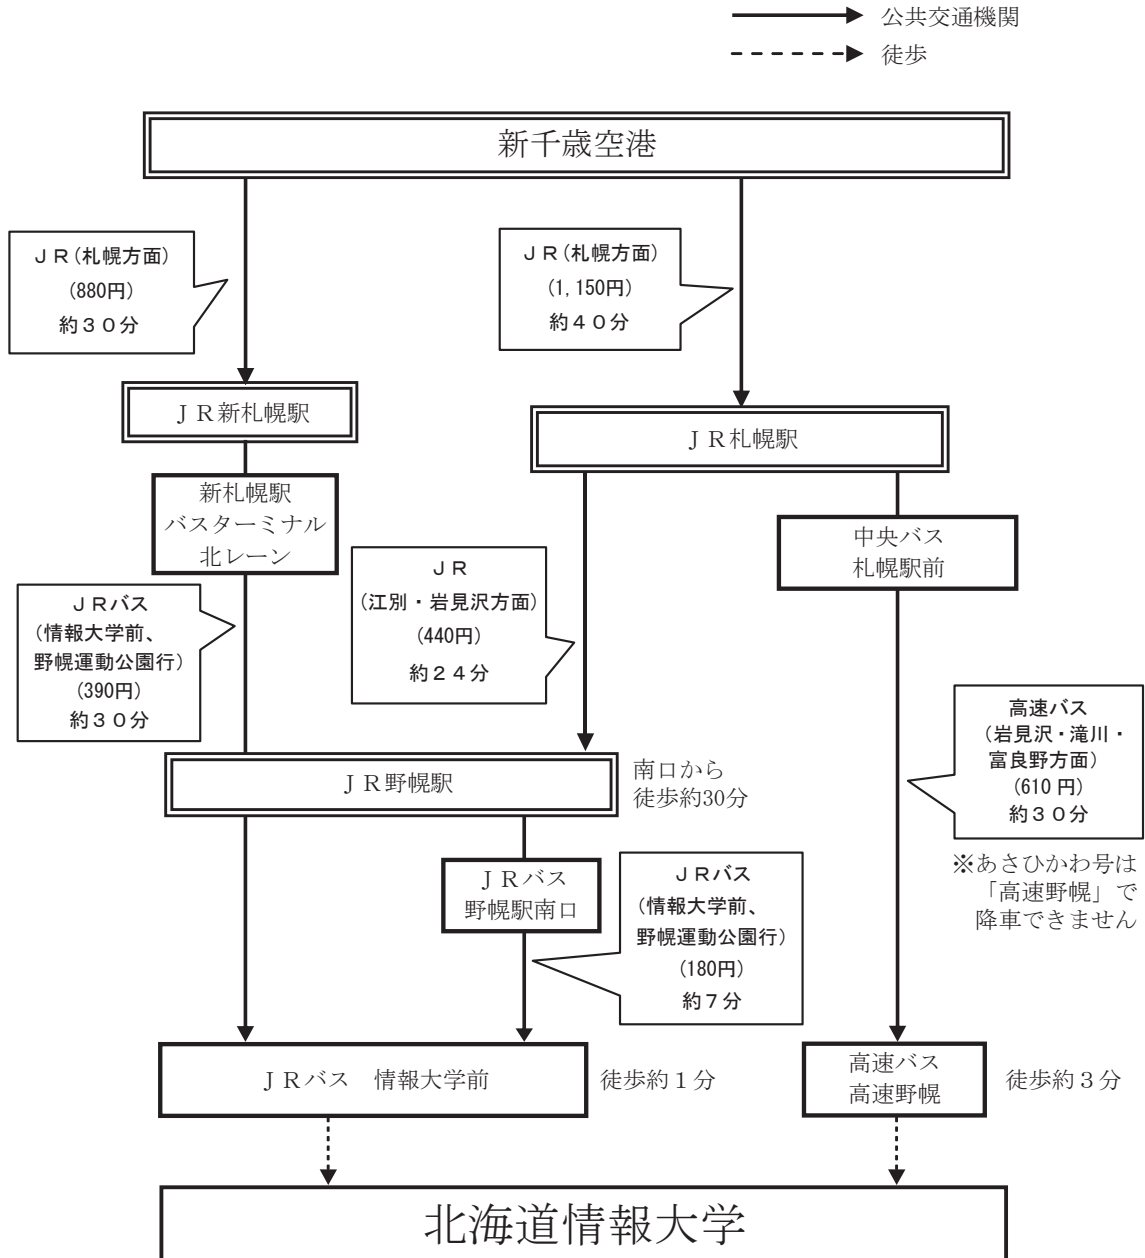 公共交通機関
徒歩
新千歳空港
ＪＲ(札幌方面)
(880円)
約３０分
ＪＲ(札幌方面)
(1,150円)
約４０分
ＪＲ新札幌駅
ＪＲ札幌駅
新札幌駅
バスターミナル
北レーン
中央バス
札幌駅前
ＪＲ
(江別・岩見沢方面)
(440円)
約２４分
ＪＲバス
(情報大学前、
野幌運動公園行)
(390円)
約３０分
高速バス
(岩見沢・滝川・
富良野方面)
(610 円)
約３０分
ＪＲ野幌駅
南口から
徒歩約30分
※あさひかわ号は
「高速野幌」で
降車できません
ＪＲバス
野幌駅南口
ＪＲバス
(情報大学前、
野幌運動公園行)
(180円)
約７分
ＪＲバス　情報大学前
徒歩約１分
高速バス
高速野幌
徒歩約３分
北海道情報大学